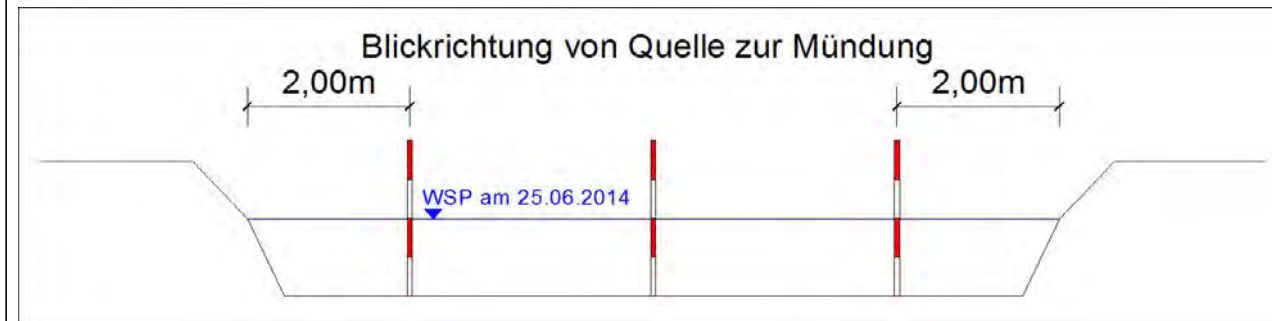 Blickrichtung von Quelle zur Mündung
2,00m 2,00m
WSP am 25.06.2014